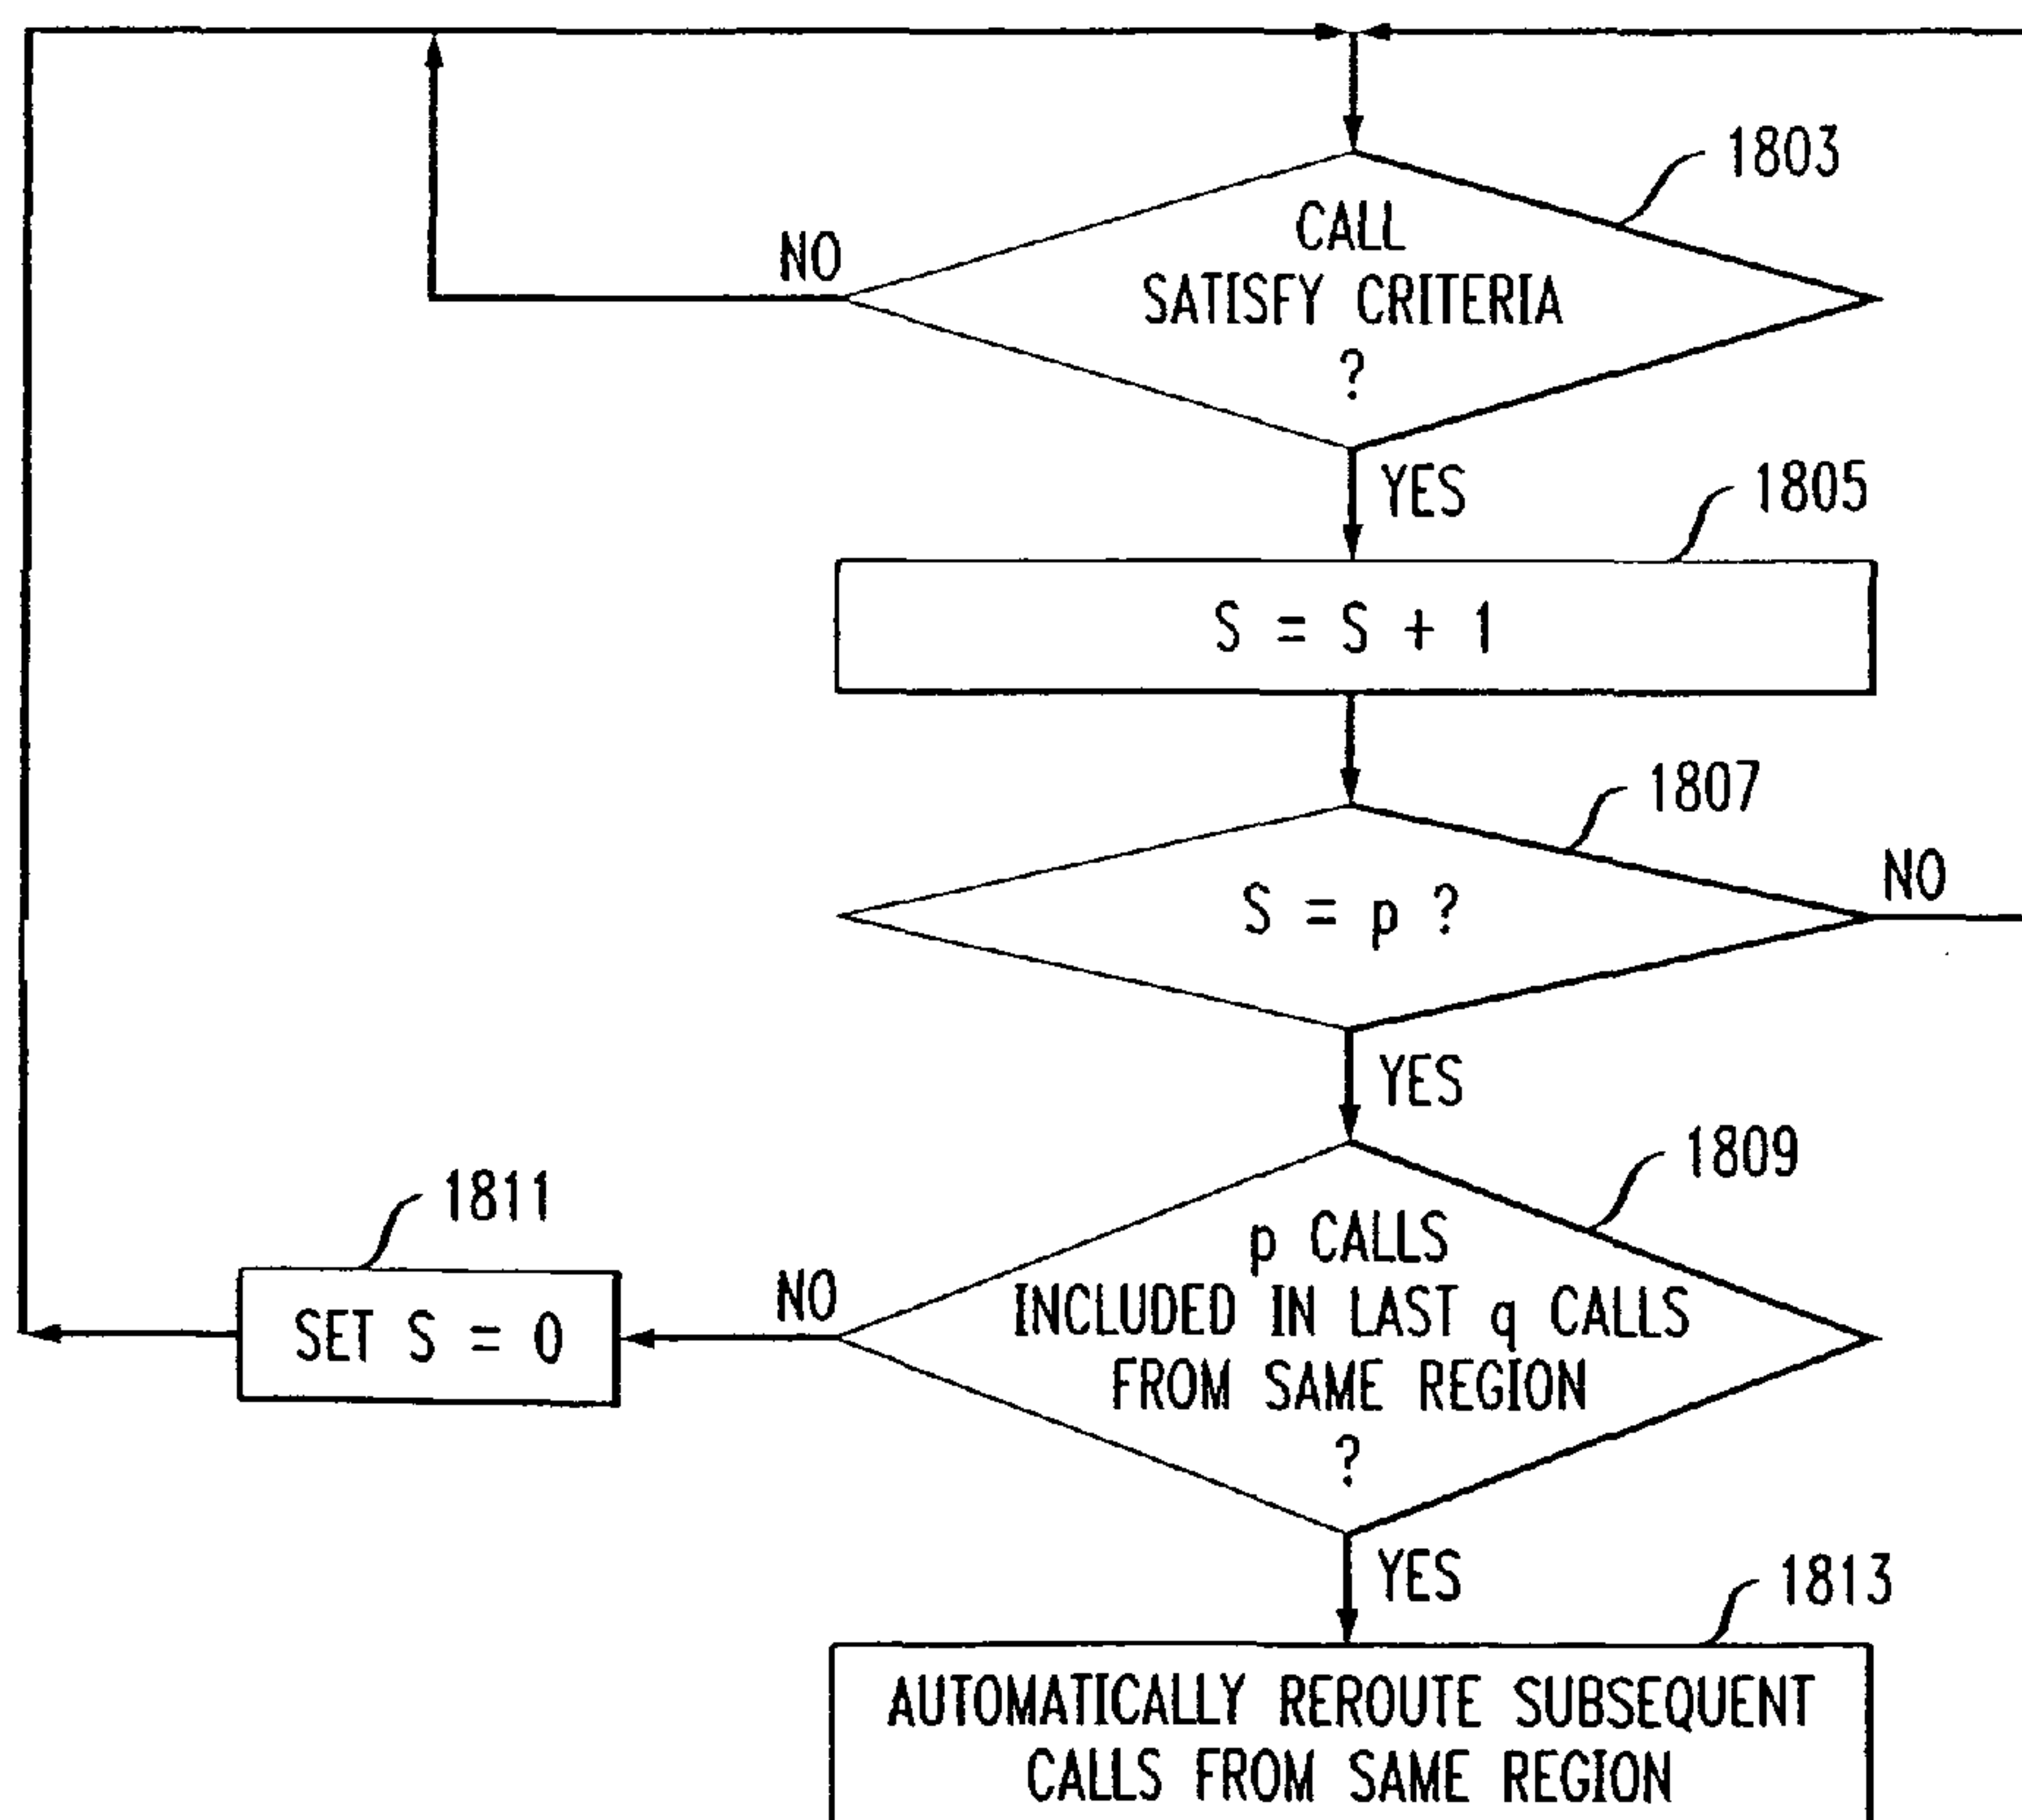 1803
CALL
SATISFY CRITERIA
?
NO
YES
1805
S = S + 1
1807
S = p ?
NO
YES
1809
p CALLS
INCLUDED IN LAST q CALLS
FROM SAME REGION
?
NO
1811
SET S = 0
YES
1813
AUTOMATICALLY REROUTE SUBSEQUENT
CALLS FROM SAME REGION